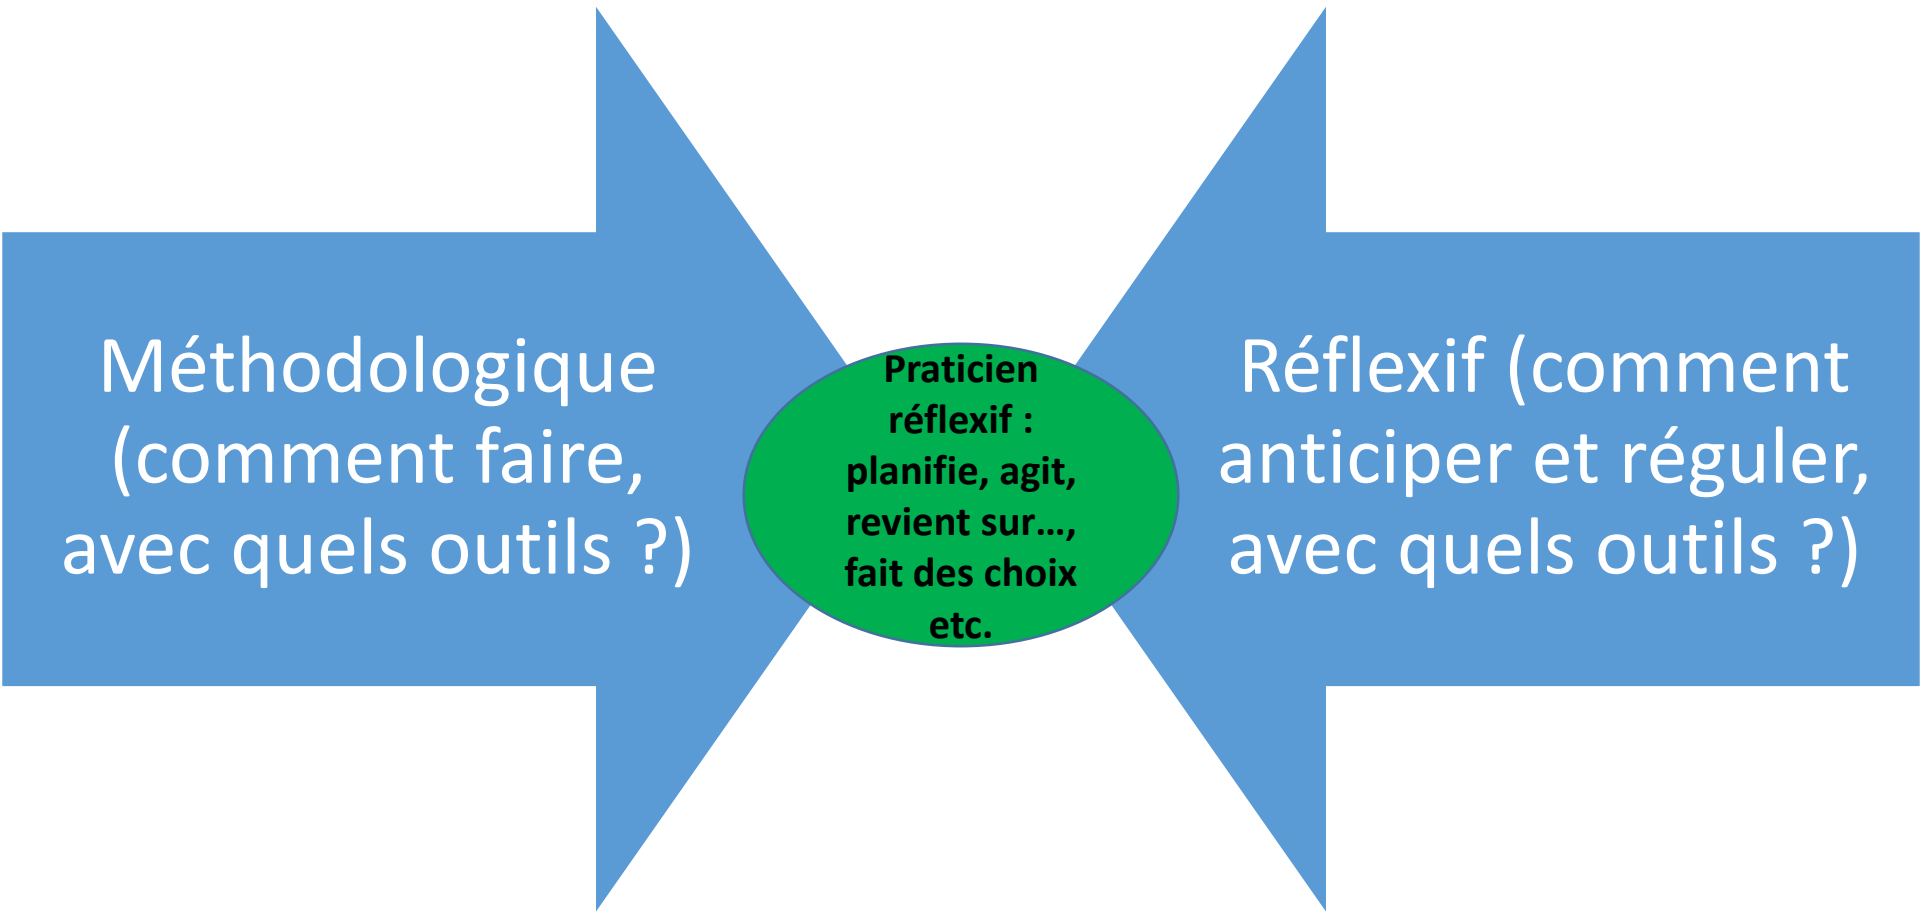 Méthodologique
(comment faire,
avec quels outils ?)
Praticien
réflexif :
planifie, agit,
revient sur...,
fait des choix
etc.
Réflexif (comment
anticiper et réguler,
avec quels outils ?)